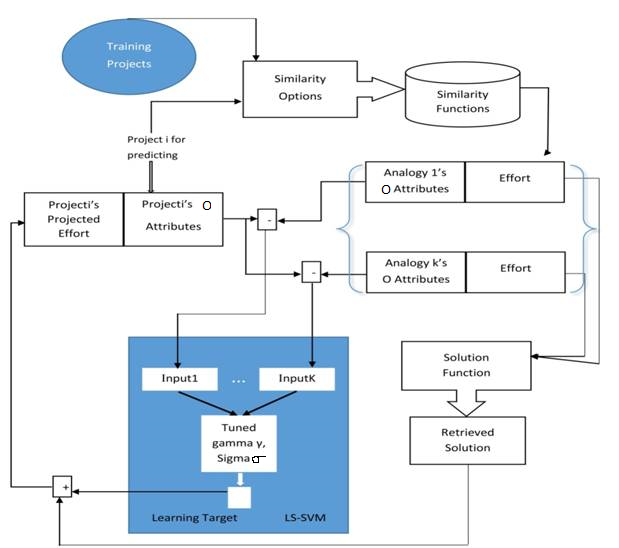 Training
Projects
Similarity
Options
Similarity
Functions
Project i for
predicting
Projecti's
Projected
Effort
Projecti's O
Attributes
Analogy 1's
O Attributes
Effort
-
-
Analogy k's
O Attributes
Effort
Input1
...
InputK
Solution
Function
Tuned
gamma γ,
Sigma σ
Retrieved
Solution
+
Learning Target
LS-SVM